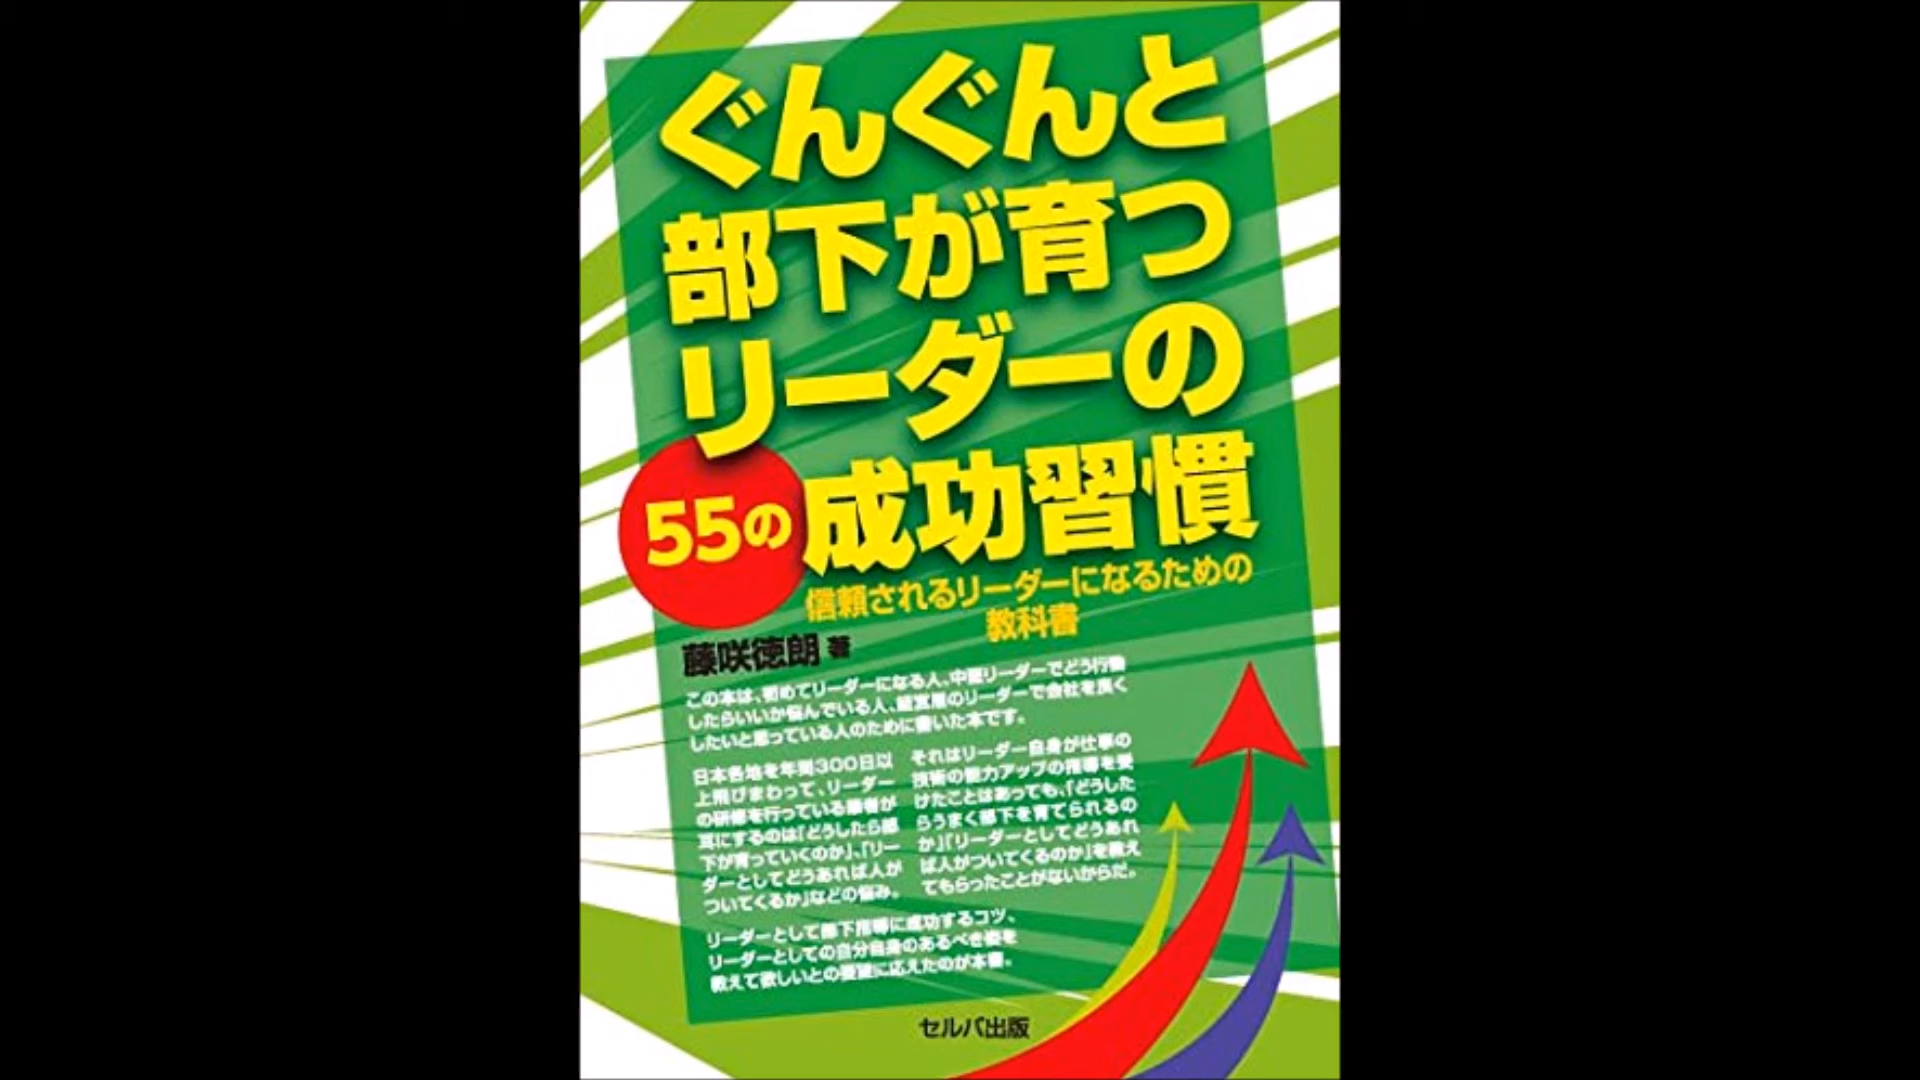 ぐんぐんと
部下が育つ
リーダーの
55の成功習慣
信頼されるリーダーになるための
教科書
藤咲徳朗 著
この本は、初めてリーダーになる人、中堅リーダーでどう行動
したらいいか悩んでいる人、経営層のリーダーで会社を良く
したいと思っている人のために書いた本です。
日本各地を年間300日以
上飛びまわって、リーダー
の研修を行っている筆者が
耳にするのは「どうしたら部
下が育っていくのか」、「リー
ダーとしてどうあれば人が
ついてくるか」などの悩み。
それはリーダー自身が仕事の
技術の能力アップの指導を受
けたことはあっても、「どうした
らうまく部下を育てられるの
か」「リーダーとしてどうあれ
ば人がついてくるのか」を教え
てもらったことがないからだ。
リーダーとして部下指導に成功するコツ、
リーダーとしての自分自身のあるべき姿を
教えて欲しいとの要望に応えたのが本書。
セルバ出版